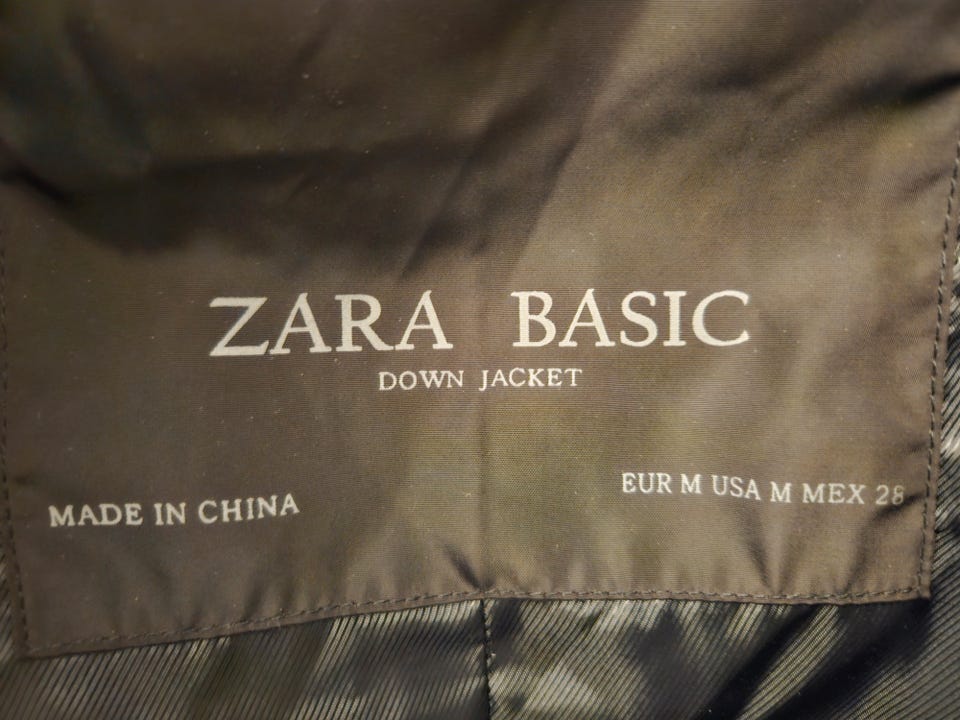 ZARA BASIC
DOWN JACKET
MADE IN CHINA
EUR M USA M MEX 28